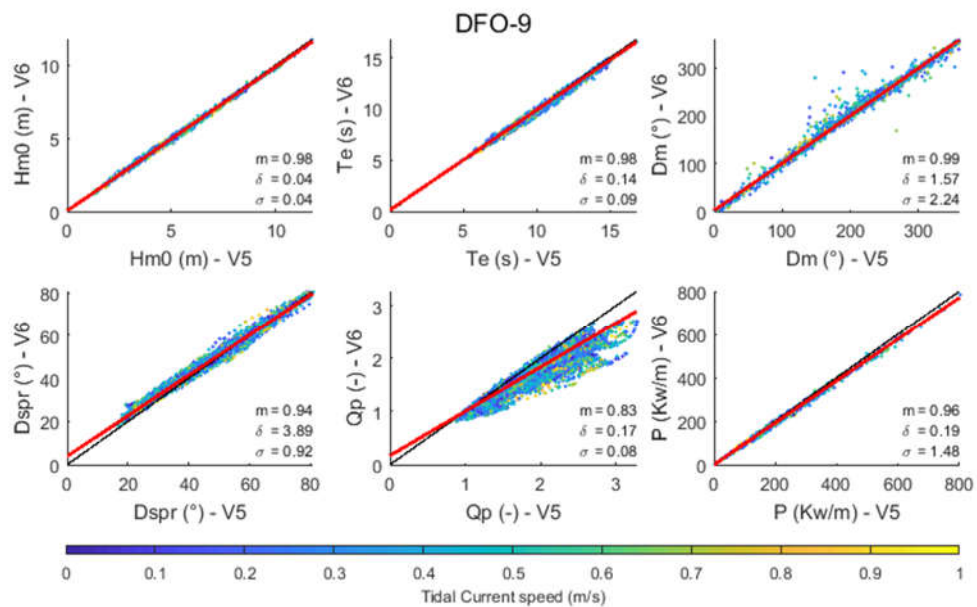 DFO-9
Hm0 (m) - V6
10
5
0
0
5
10
m = 0.98
δ = 0.04
σ = 0.04
Hm0 (m) - V5
Te (s) - V6
15
10
5
0
0
5
10
15
m = 0.98
δ = 0.14
σ = 0.09
Te (s) - V5
Dm (°) - V6
300
200
100
0
0
100
200
300
m = 0.99
δ = 1.57
σ = 2.24
Dm (°) - V5
Dspr (°) - V6
80
60
40
20
0
0
20
40
60
80
m = 0.94
δ = 3.89
σ = 0.92
Dspr (°) - V5
Qp (-) - V6
3
2
1
0
0
1
2
3
m = 0.83
δ = 0.17
σ = 0.08
Qp (-) - V5
P (Kw/m) - V6
800
600
400
200
0
0
200
400
600
800
m = 0.96
δ = 0.19
σ = 1.48
P (Kw/m) - V5
0 0.1 0.2 0.3 0.4 0.5 0.6 0.7 0.8 0.9 1
Tidal Current speed (m/s)